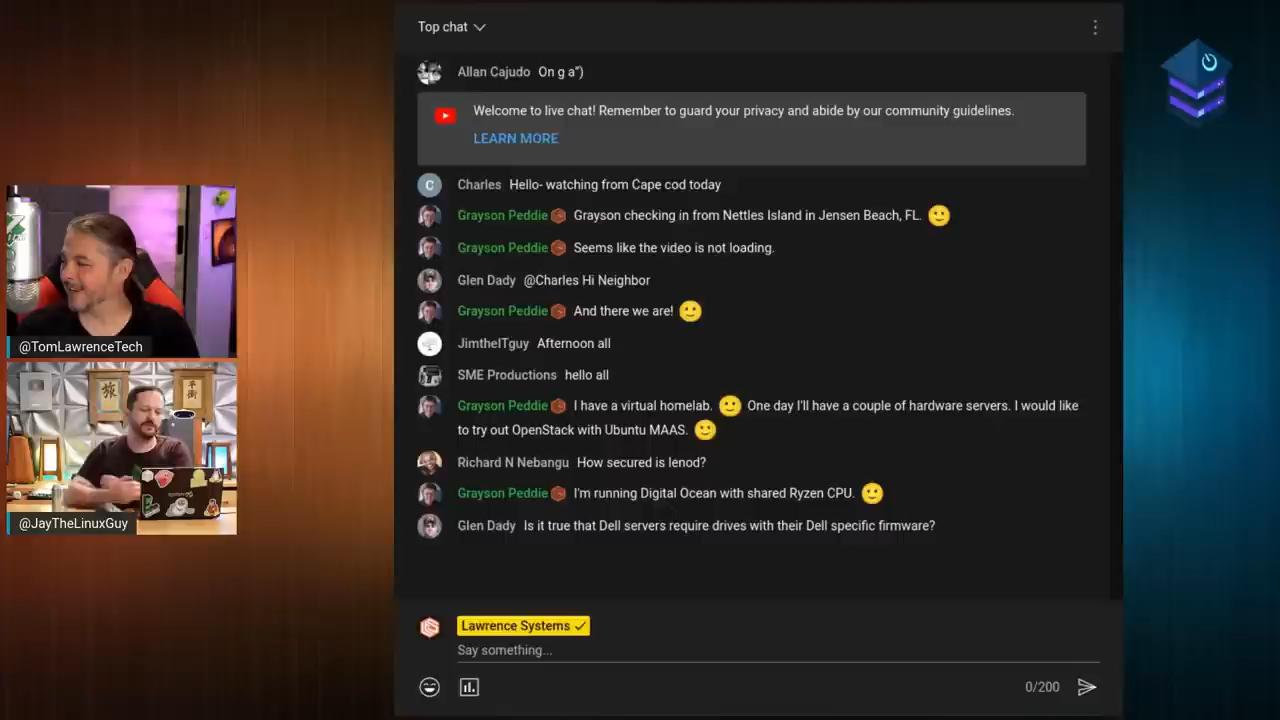 Top chat
Allan Cajudo On g a")
Welcome to live chat! Remember to guard your privacy and abide by our community guidelines.
LEARN MORE
C Charles Hello- watching from Cape cod today
Grayson Peddie Grayson checking in from Nettles Island in Jensen Beach, FL. 🙂
Grayson Peddie Seems like the video is not loading.
Glen Dady @Charles Hi Neighbor
Grayson Peddie And there we are! 🙂
JimtheITguy Afternoon all
SME Productions hello all
Grayson Peddie I have a virtual homelab. 🙂 One day I'll have a couple of hardware servers. I would like
to try out OpenStack with Ubuntu MAAS. 🙂
Richard N Nebangu How secured is lenod?
Grayson Peddie I'm running Digital Ocean with shared Ryzen CPU. 🙂
Glen Dady Is it true that Dell servers require drives with their Dell specific firmware?
Lawrence Systems ✓
Say something...
0/200
@TomLawrenceTech
旅
平
衡
@JayTheLinuxGuy